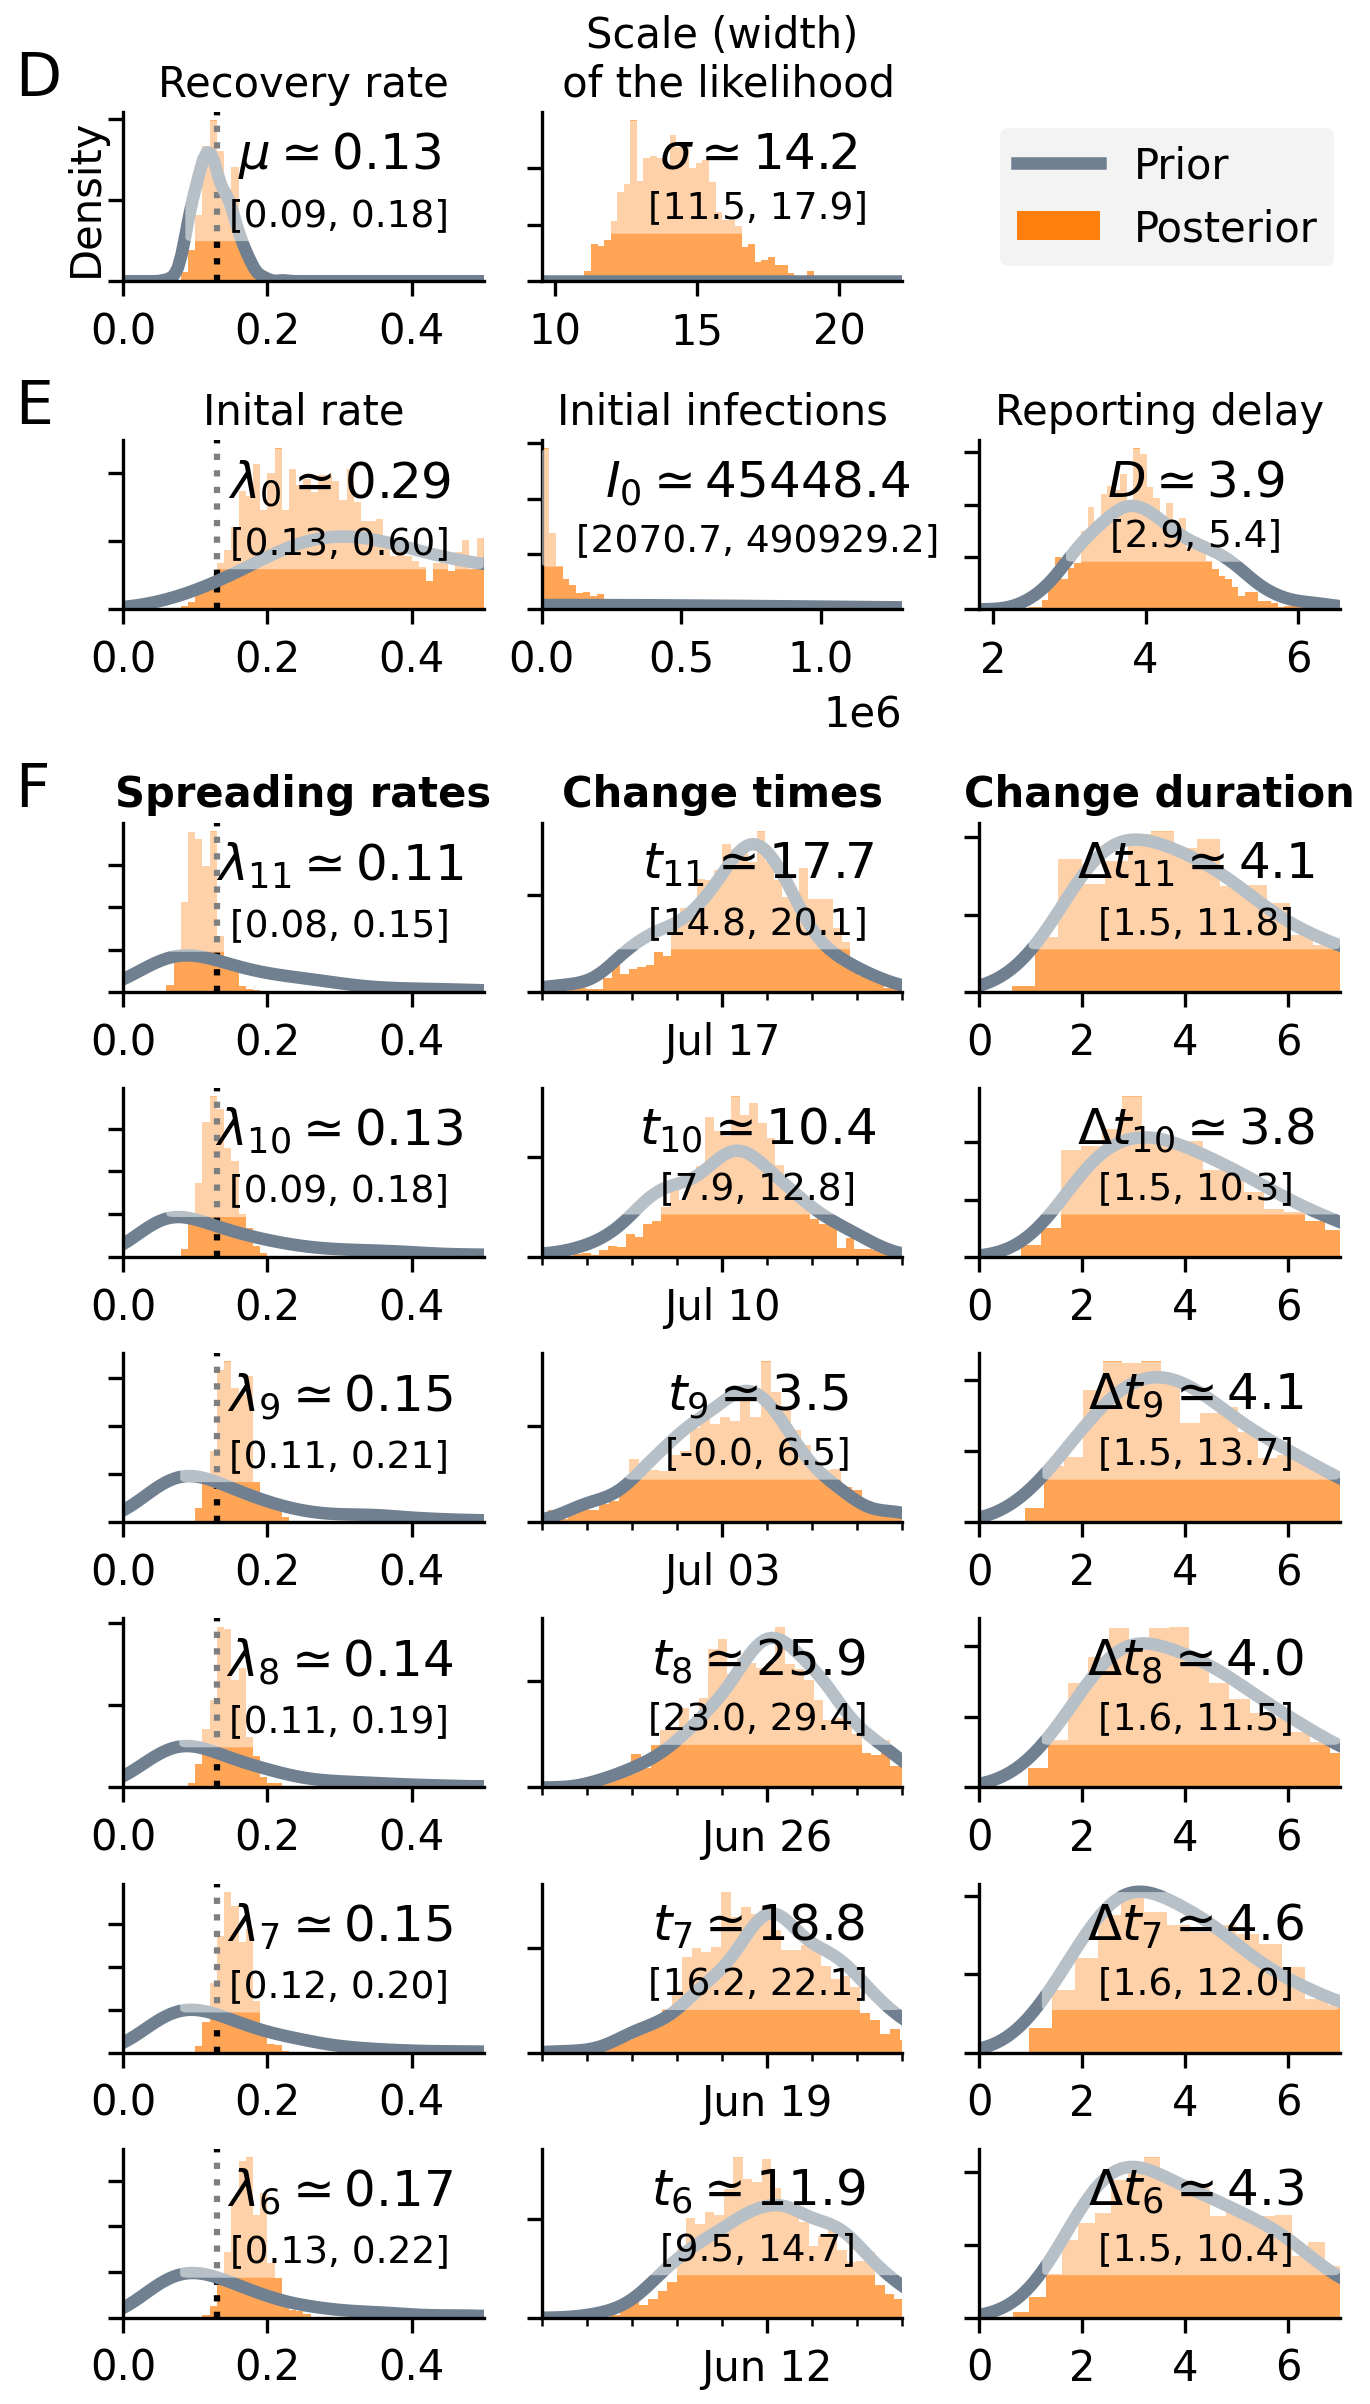 D
Recovery rate
Scale (width)
of the likelihood
Density
μ ≃ 0.13
[0.09, 0.18]
σ ≃ 14.2
[11.5, 17.9]
Prior
Posterior
0.0 0.2 0.4
10 15 20
E
Inital rate
Initial infections
Reporting delay
λ0 ≃ 0.29
[0.13, 0.60]
I0 ≃ 45448.4
[2070.7, 490929.2]
D ≃ 3.9
[2.9, 5.4]
0.0 0.2 0.4
0.0 0.5 1.0
1e6
2 4 6
F
Spreading rates
Change times
Change duration
λ11 ≃ 0.11
[0.08, 0.15]
t11 ≃ 17.7
[14.8, 20.1]
Δt11 ≃ 4.1
[1.5, 11.8]
0.0 0.2 0.4
Jul 17
0 2 4 6
λ10 ≃ 0.13
[0.09, 0.18]
t10 ≃ 10.4
[7.9, 12.8]
Δt10 ≃ 3.8
[1.5, 10.3]
0.0 0.2 0.4
Jul 10
0 2 4 6
λ9 ≃ 0.15
[0.11, 0.21]
t9 ≃ 3.5
[-0.0, 6.5]
Δt9 ≃ 4.1
[1.5, 13.7]
0.0 0.2 0.4
Jul 03
0 2 4 6
λ8 ≃ 0.14
[0.11, 0.19]
t8 ≃ 25.9
[23.0, 29.4]
Δt8 ≃ 4.0
[1.6, 11.5]
0.0 0.2 0.4
Jun 26
0 2 4 6
λ7 ≃ 0.15
[0.12, 0.20]
t7 ≃ 18.8
[16.2, 22.1]
Δt7 ≃ 4.6
[1.6, 12.0]
0.0 0.2 0.4
Jun 19
0 2 4 6
λ6 ≃ 0.17
[0.13, 0.22]
t6 ≃ 11.9
[9.5, 14.7]
Δt6 ≃ 4.3
[1.5, 10.4]
0.0 0.2 0.4
Jun 12
0 2 4 6